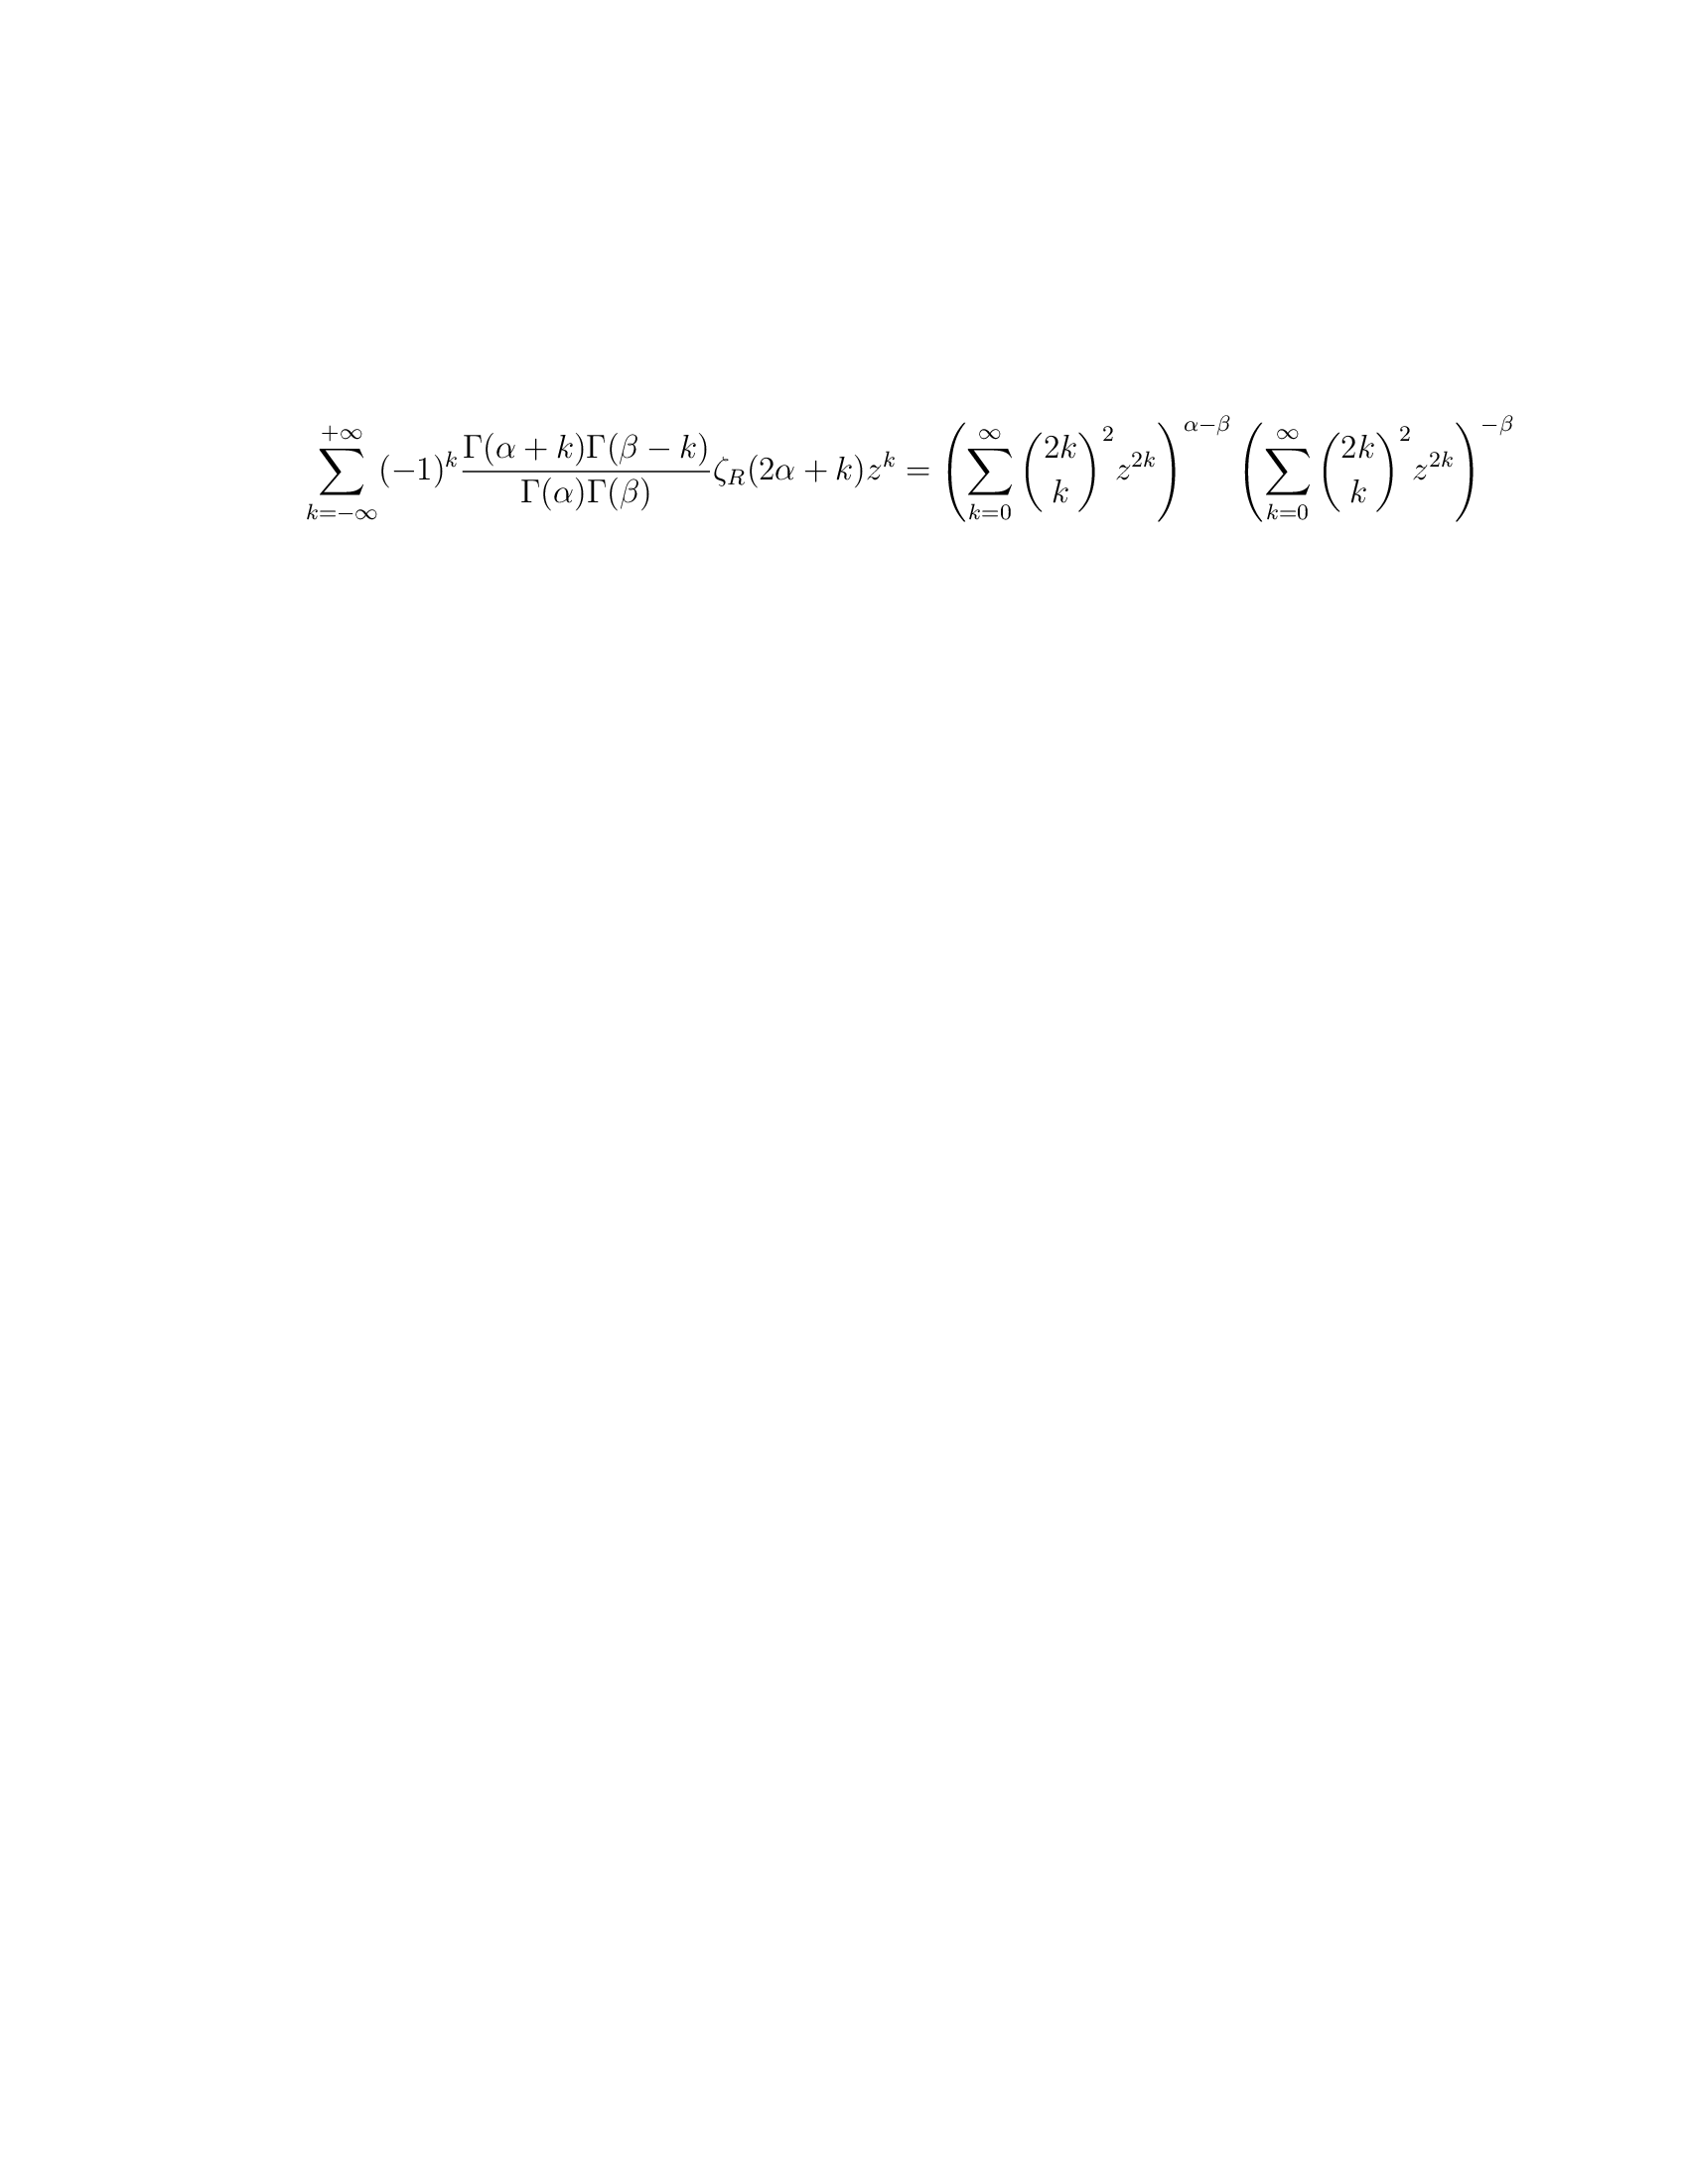 \sum_{k=-\infty}^{+\infty} (-1)^k \frac{\Gamma(\alpha+k)\Gamma(\beta-k)}{\Gamma(\alpha)\Gamma(\beta)} \zeta_R(2\alpha+k) z^k = \left( \sum_{k=0}^{\infty} \binom{2k}{k}^2 z^{2k} \right)^{\alpha-\beta} \left( \sum_{k=0}^{\infty} \binom{2k}{k}^2 z^{2k} \right)^{-\beta}